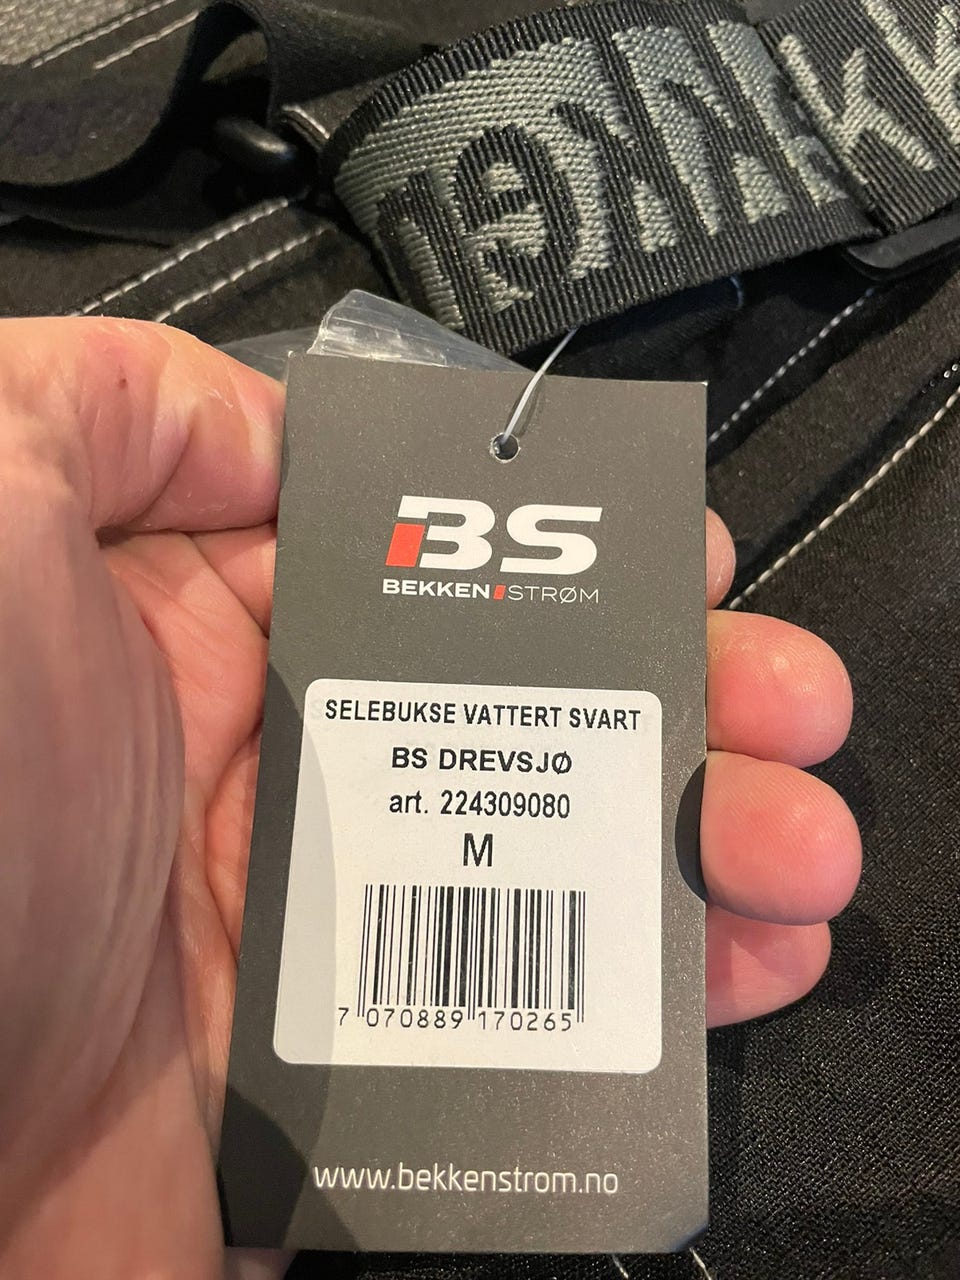 BS
BEKKEN STRØM
SELEBUKSE VATTERT SVART
BS DREVSJØ
art. 224309080
M
7 070889 170265
www.bekkenstrom.no